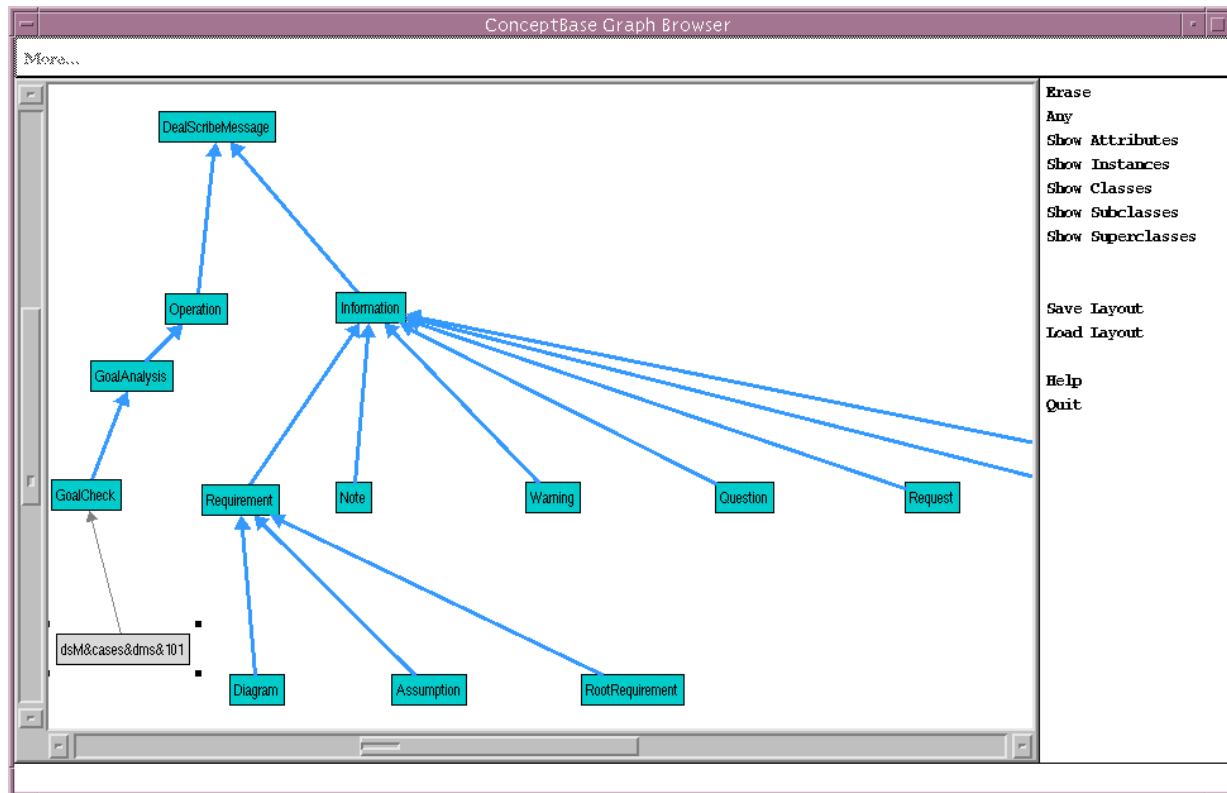 ConceptBase Graph Browser
More...
DealScribeMessage
Operation
Information
GoalAnalysis
GoalCheck
Requirement
Note
Warning
Question
Request
dsM&cases&dms&101
Diagram
Assumption
RootRequirement
Erase
Any
Show Attributes
Show Instances
Show Classes
Show Subclasses
Show Superclasses
Save Layout
Load Layout
Help
Quit